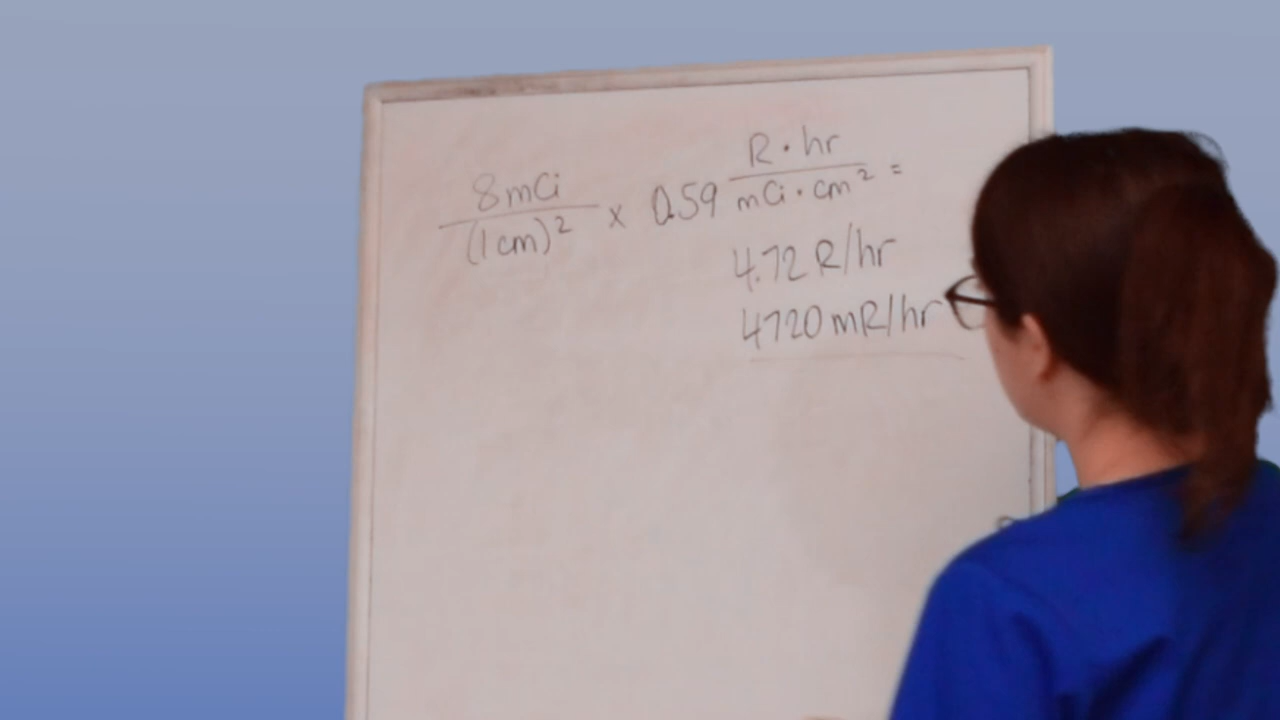 8mCi/(1cm)² x 0.59 R·hr/mCi·cm² =
4.72 R/hr
4720 mR/hr